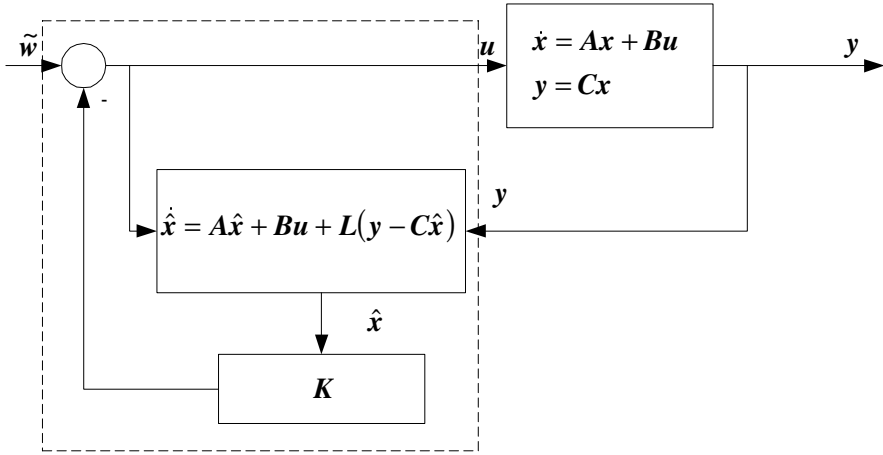 w̃
-
u
ẋ = Ax + Bu
y = Cx
y
y
x̂̇ = Ax̂ + Bu + L(y − Cx̂)
x̂
K